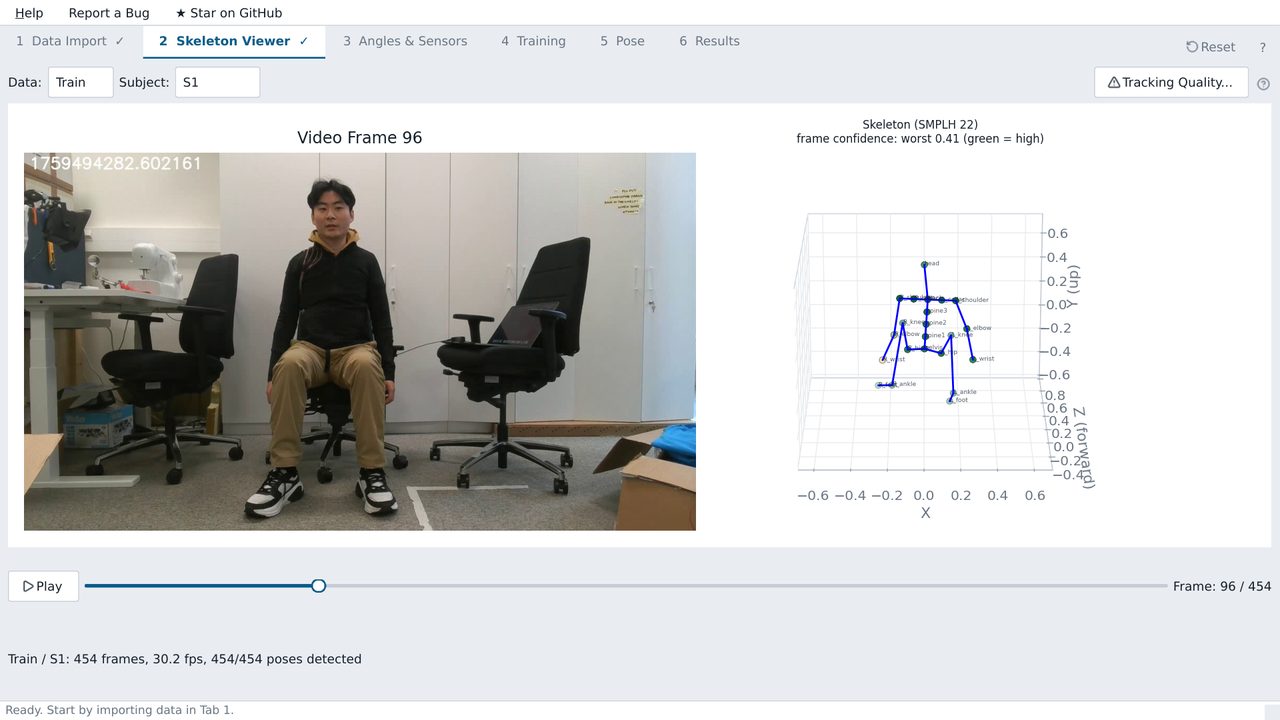 Help Report a Bug ★ Star on GitHub
1 Data Import ✓ 2 Skeleton Viewer ✓ 3 Angles & Sensors 4 Training 5 Pose 6 Results Reset ?
Data: Train Subject: S1 Tracking Quality... ?
Video Frame 96
1759494282.602161
Skeleton (SMPLH 22)
frame confidence: worst 0.41 (green = high)
head
shoulder
spine3
spine2
spine1
_elbow
_wrist
_ankle
_foot
0.6
0.4
0.2
0.0
−0.2
−0.4
−0.6
Y (up)
0.8
0.6
0.4
0.2
0.0
−0.2
−0.4
Z (forward)
−0.6 −0.4 −0.2 0.0 0.2 0.4 0.6
X
Play Frame: 96 / 454
Train / S1: 454 frames, 30.2 fps, 454/454 poses detected
Ready. Start by importing data in Tab 1.